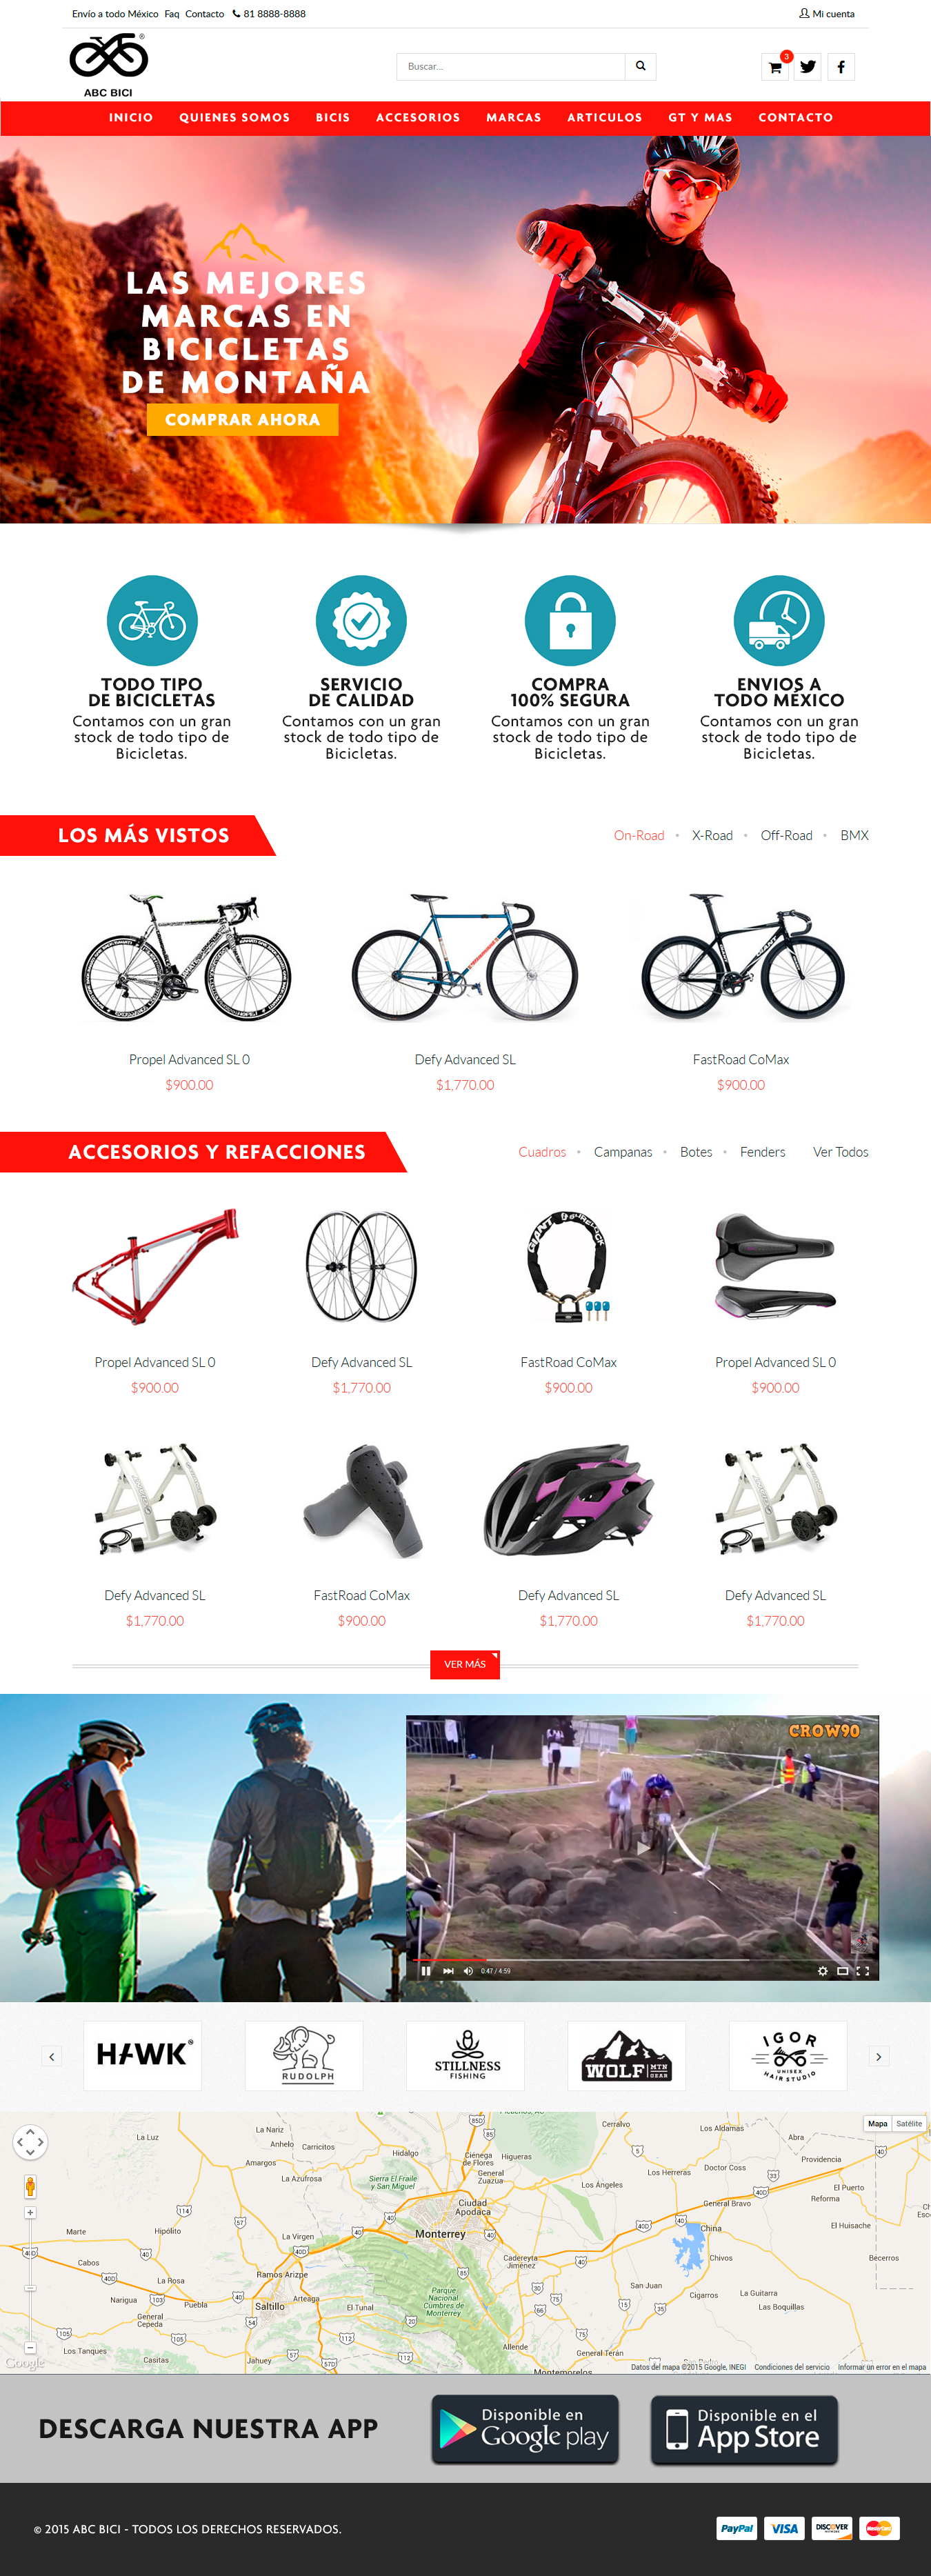 Envío a todo México Faq Contacto 81 8888-8888
Mi cuenta
ABC BICI
Buscar...
3
INICIO QUIENES SOMOS BICIS ACCESORIOS MARCAS ARTICULOS GT Y MAS CONTACTO
LAS MEJORES
MARCAS EN
BICICLETAS
DE MONTAÑA
COMPRAR AHORA
TODO TIPO
DE BICICLETAS
Contamos con un gran
stock de todo tipo de
Bicicletas.
SERVICIO
DE CALIDAD
Contamos con un gran
stock de todo tipo de
Bicicletas.
COMPRA
100% SEGURA
Contamos con un gran
stock de todo tipo de
Bicicletas.
ENVIOS A
TODO MÉXICO
Contamos con un gran
stock de todo tipo de
Bicicletas.
LOS MÁS VISTOS
On-Road • X-Road • Off-Road • BMX
Propel Advanced SL 0
$900.00
Defy Advanced SL
$1,770.00
FastRoad CoMax
$900.00
ACCESORIOS Y REFACCIONES
Cuadros • Campanas • Botes • Fenders Ver Todos
GIANT SURELOCK
Propel Advanced SL 0
$900.00
Defy Advanced SL
$1,770.00
FastRoad CoMax
$900.00
Propel Advanced SL 0
$900.00
Defy Advanced SL
$1,770.00
FastRoad CoMax
$900.00
Defy Advanced SL
$1,770.00
Defy Advanced SL
$1,770.00
VER MÁS
CROW90
0:47 / 4:59
HAWK
RUDOLPH
STILLNESS
FISHING
WOLF MTN GEAR
IGOR
UNISEX
HAIR STUDIO
Mapa Satélite
Cerralvo
La Nariz
Los Aldamas
La Luz
Abra
Anhelo
Carricitos
Hidalgo
Ciénega
de Flores
Higueras
Providencia
Amargos
General
Zuazua
Doctor Coss
Los Herreras
La Azufrosa
Sierra El Fraile
y San Miguel
Los Ángeles
El Puerto
Reforma
Ciudad
Apodaca
General Bravo
Marte
Hipólito
La Virgen
Monterrey
China
El Huisache
Cadereyta
Jiménez
Chivos
Bécerros
Cabos
Ramos Arizpe
La Rosa
San Juan
Cigarros
La Guitarra
Parque
Nacional
Cumbres de
Monterrey
Narigua
Puebla
Saltillo
Arteaga
El Tunal
Las Boquillas
General
Cepeda
Allende
Los Tanques
Casitas
Jahuey
General Terán
Montemorelos
Google
Datos del mapa ©2015 Google, INEGI Condiciones del servicio Informar un error en el mapa
DESCARGA NUESTRA APP
Disponible en
Google play
Disponible en el
App Store
© 2015 ABC BICI - TODOS LOS DERECHOS RESERVADOS.
PayPal VISA DISCOVER MasterCard